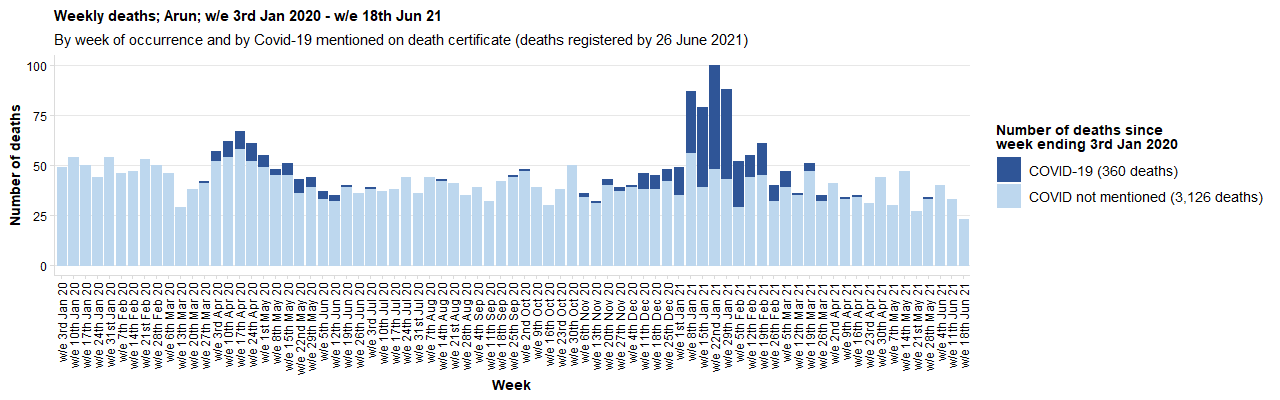 Weekly deaths; Arun; w/e 3rd Jan 2020 - w/e 18th Jun 21
By week of occurrence and by Covid-19 mentioned on death certificate (deaths registered by 26 June 2021)
Number of deaths
100
75
50
25
0
w/e 3rd Jan 20
w/e 10th Jan 20
w/e 17th Jan 20
w/e 24th Jan 20
w/e 31st Jan 20
w/e 7th Feb 20
w/e 14th Feb 20
w/e 21st Feb 20
w/e 28th Feb 20
w/e 6th Mar 20
w/e 13th Mar 20
w/e 20th Mar 20
w/e 27th Mar 20
w/e 3rd Apr 20
w/e 10th Apr 20
w/e 17th Apr 20
w/e 24th Apr 20
w/e 1st May 20
w/e 8th May 20
w/e 15th May 20
w/e 22nd May 20
w/e 29th May 20
w/e 5th Jun 20
w/e 12th Jun 20
w/e 19th Jun 20
w/e 26th Jun 20
w/e 3rd Jul 20
w/e 10th Jul 20
w/e 17th Jul 20
w/e 24th Jul 20
w/e 31st Jul 20
w/e 7th Aug 20
w/e 14th Aug 20
w/e 21st Aug 20
w/e 28th Aug 20
w/e 4th Sep 20
w/e 11th Sep 20
w/e 18th Sep 20
w/e 25th Sep 20
w/e 2nd Oct 20
w/e 9th Oct 20
w/e 16th Oct 20
w/e 23rd Oct 20
w/e 30th Oct 20
w/e 6th Nov 20
w/e 13th Nov 20
w/e 20th Nov 20
w/e 27th Nov 20
w/e 4th Dec 20
w/e 11th Dec 20
w/e 18th Dec 20
w/e 25th Dec 20
w/e 1st Jan 21
w/e 8th Jan 21
w/e 15th Jan 21
w/e 22nd Jan 21
w/e 29th Jan 21
w/e 5th Feb 21
w/e 12th Feb 21
w/e 19th Feb 21
w/e 26th Feb 21
w/e 5th Mar 21
w/e 12th Mar 21
w/e 19th Mar 21
w/e 26th Mar 21
w/e 2nd Apr 21
w/e 9th Apr 21
w/e 16th Apr 21
w/e 23rd Apr 21
w/e 30th Apr 21
w/e 7th May 21
w/e 14th May 21
w/e 21st May 21
w/e 28th May 21
w/e 4th Jun 21
w/e 11th Jun 21
w/e 18th Jun 21
Week
Number of deaths since
week ending 3rd Jan 2020
COVID-19 (360 deaths)
COVID not mentioned (3,126 deaths)